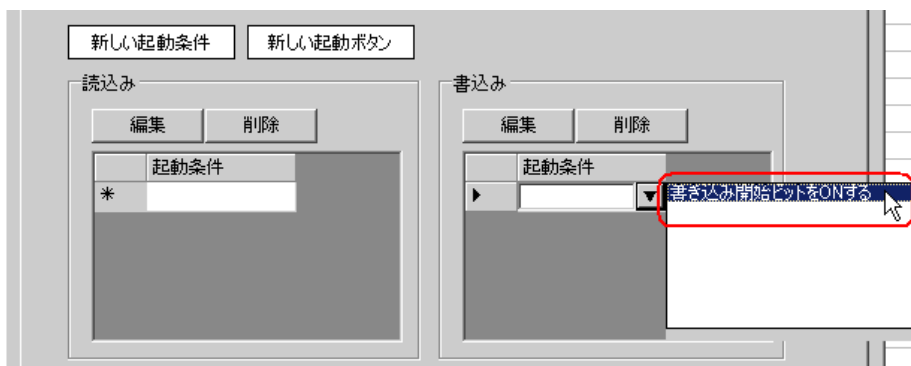 新しい起動条件 新しい起動ボタン
読込み
編集 削除
起動条件
*
書込み
編集 削除
起動条件
書き込み開始ビットをONする